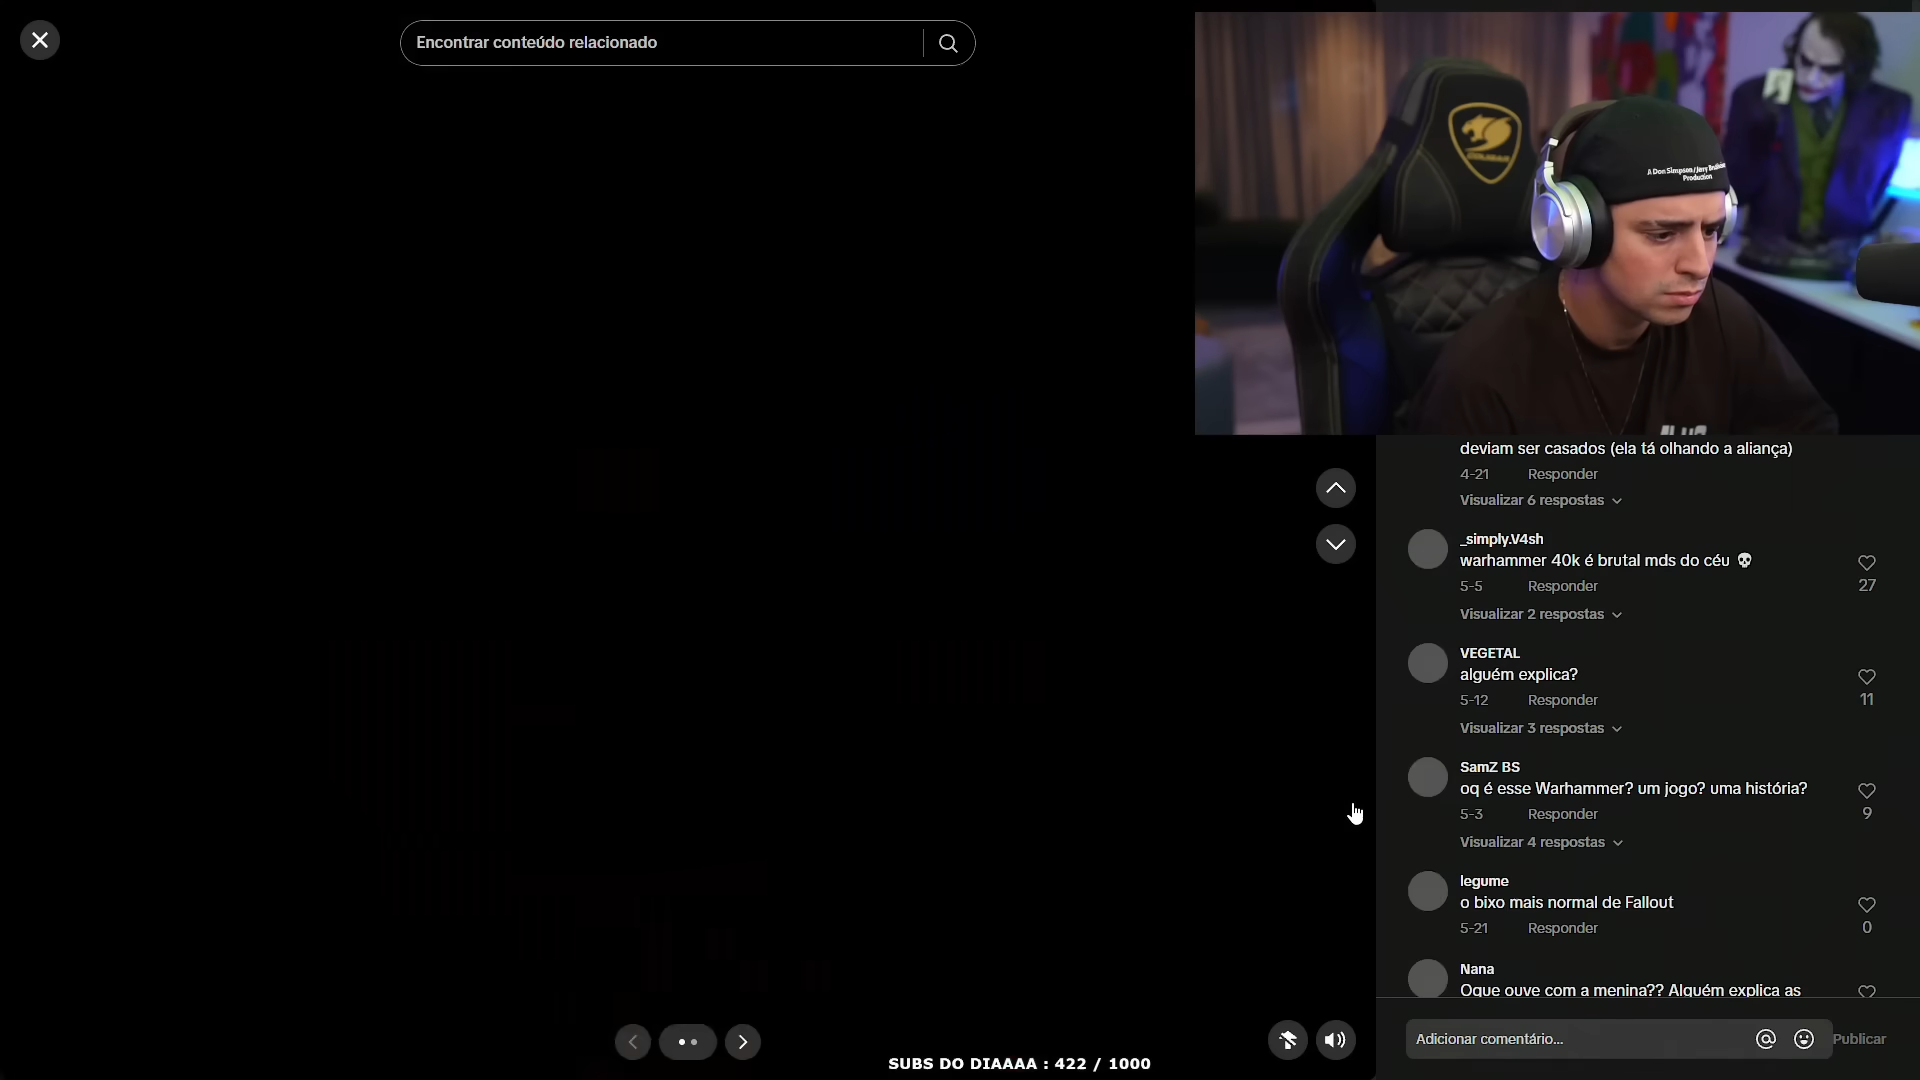 Encontrar conteúdo relacionado
A Don Simpson/Jerry
Production
deviam ser casados (ela tá olhando a aliança)
4-21 Responder
Visualizar 6 respostas
_simply.V4sh
warhammer 40k é brutal mds do céu 💀
27
5-5 Responder
Visualizar 2 respostas
VEGETAL
alguém explica?
11
5-12 Responder
Visualizar 3 respostas
SamZ BS
oq é esse Warhammer? um jogo? uma história?
9
5-3 Responder
Visualizar 4 respostas
legume
o bixo mais normal de Fallout
0
5-21 Responder
Nana
Oque ouve com a menina?? Alguém explica as
Adicionar comentário...
Publicar
SUBS DO DIAAAA : 422 / 1000